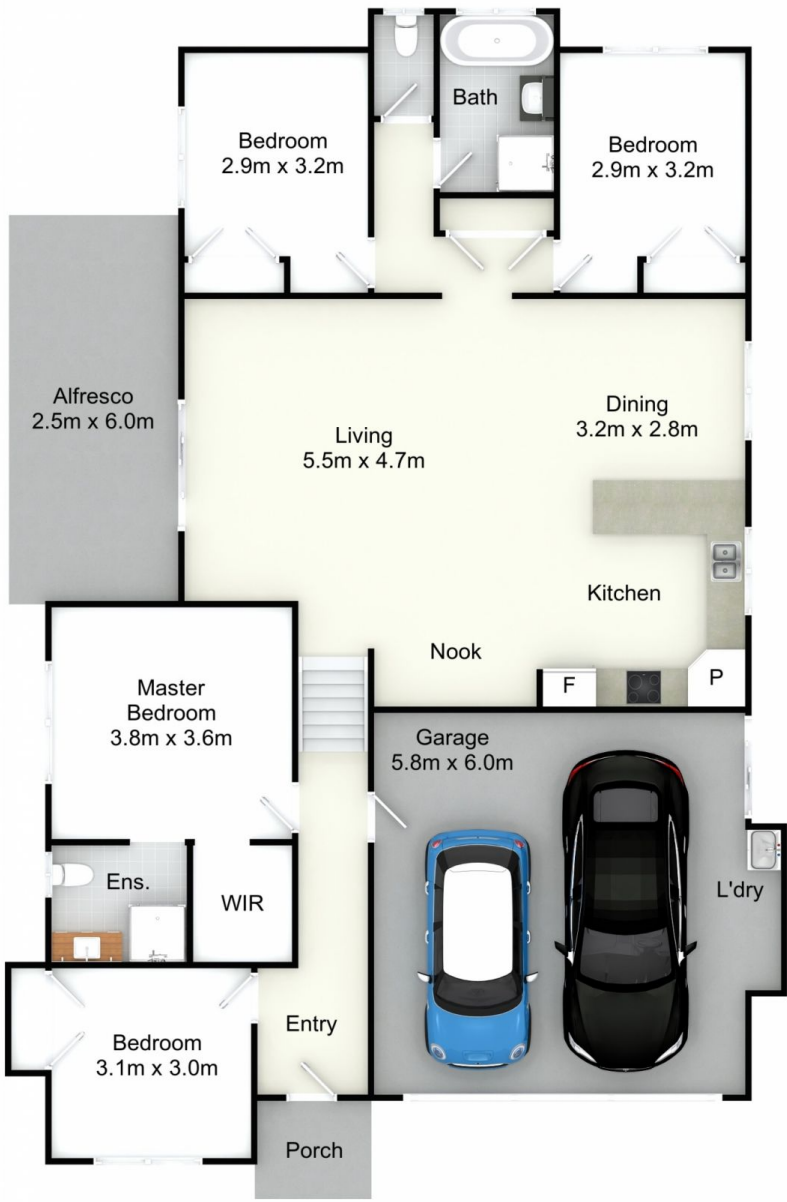 Bath
Bedroom
2.9m x 3.2m
Bedroom
2.9m x 3.2m
Alfresco
2.5m x 6.0m
Living
5.5m x 4.7m
Dining
3.2m x 2.8m
Kitchen
Nook
F
P
Master
Bedroom
3.8m x 3.6m
Garage
5.8m x 6.0m
Ens.
WIR
L'dry
Entry
Bedroom
3.1m x 3.0m
Porch